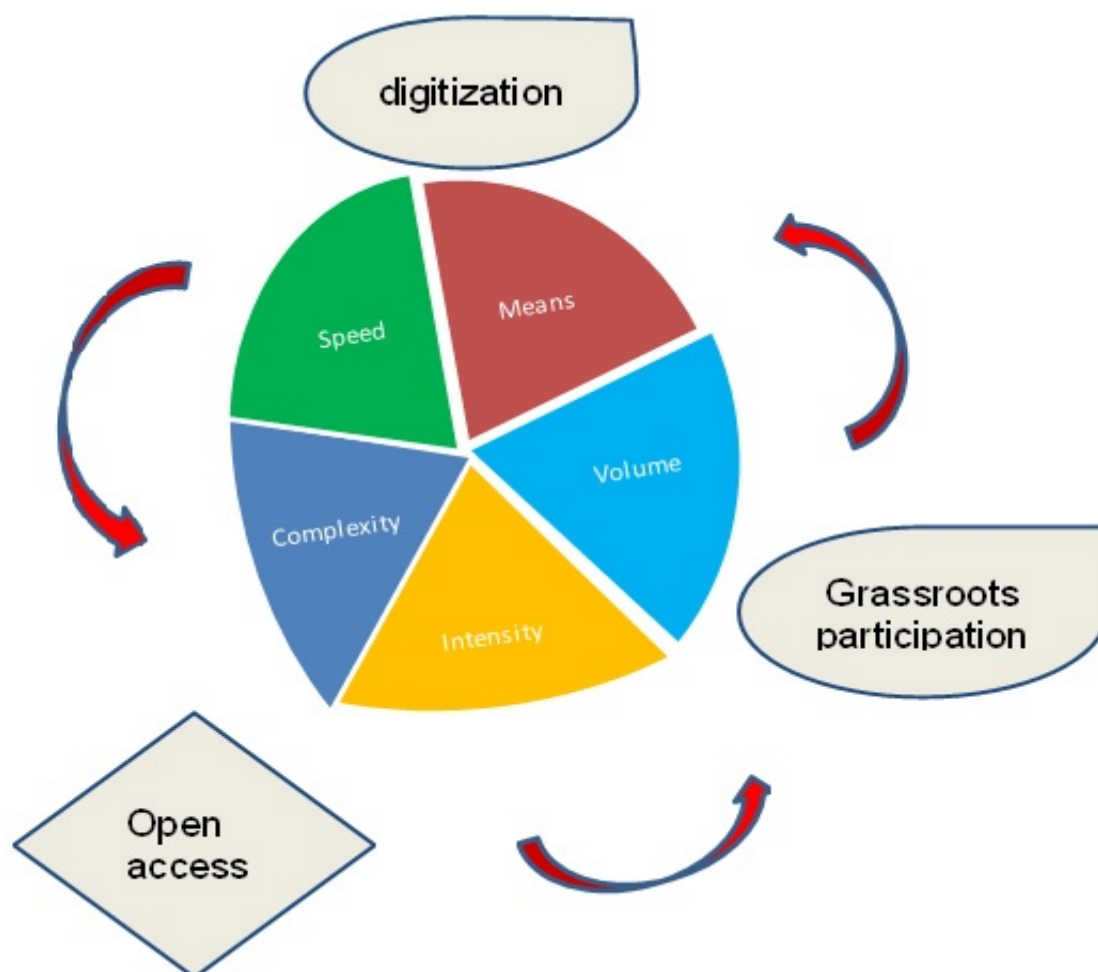 digitization
Means
Speed
Volume
Complexity
Intensity
Grassroots
participation
Open
access